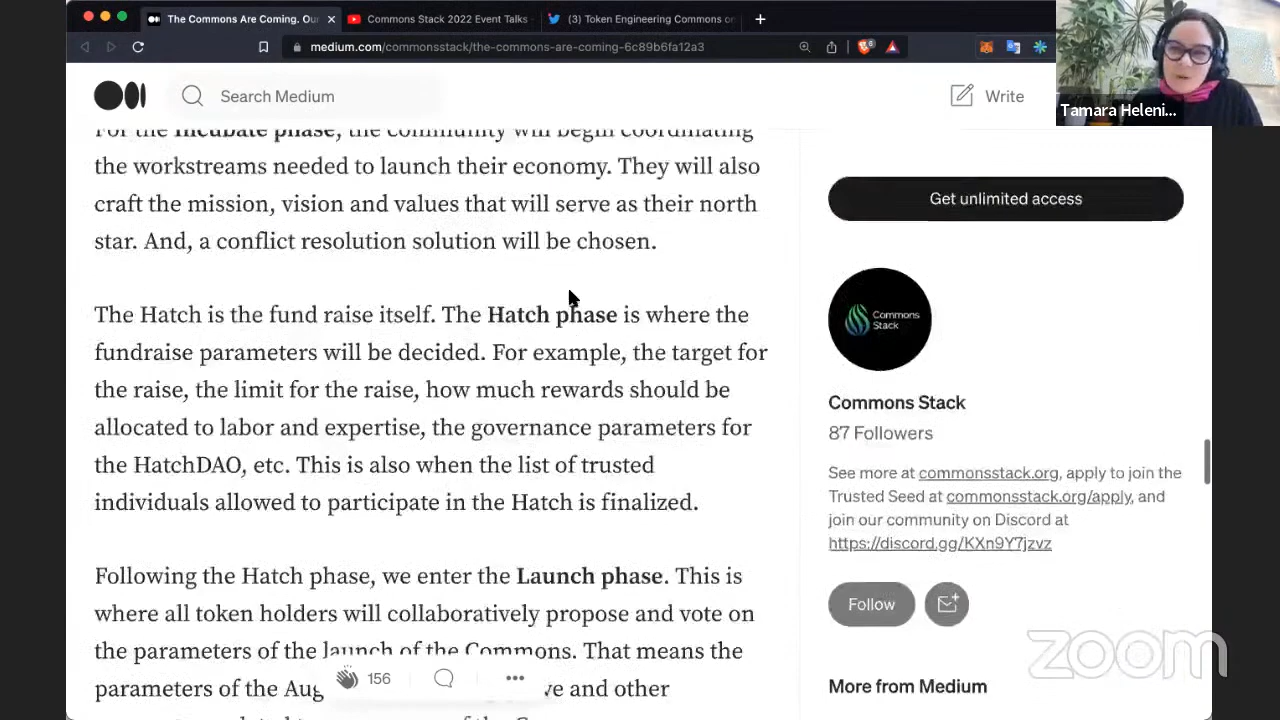 The Commons Are Coming. Ou
Commons Stack 2022 Event Talks
(3) Token Engineering Commons o
medium.com/commonsstack/the-commons-are-coming-6c89b6fa12a3
Search Medium
Write
Tamara Heleni...
For the Incubate phase, the community will begin coordinating
the workstreams needed to launch their economy. They will also
craft the mission, vision and values that will serve as their north
star. And, a conflict resolution solution will be chosen.
The Hatch is the fund raise itself. The Hatch phase is where the
fundraise parameters will be decided. For example, the target for
the raise, the limit for the raise, how much rewards should be
allocated to labor and expertise, the governance parameters for
the HatchDAO, etc. This is also when the list of trusted
individuals allowed to participate in the Hatch is finalized.
Following the Hatch phase, we enter the Launch phase. This is
where all token holders will collaboratively propose and vote on
the parameters of the launch of the Commons. That means the
parameters of the Aug ve and other
156
Get unlimited access
Commons
Stack
Commons Stack
87 Followers
See more at commonsstack.org, apply to join the
Trusted Seed at commonsstack.org/apply, and
join our community on Discord at
https://discord.gg/KXn9Y7jzvz
Follow
More from Medium
zoom